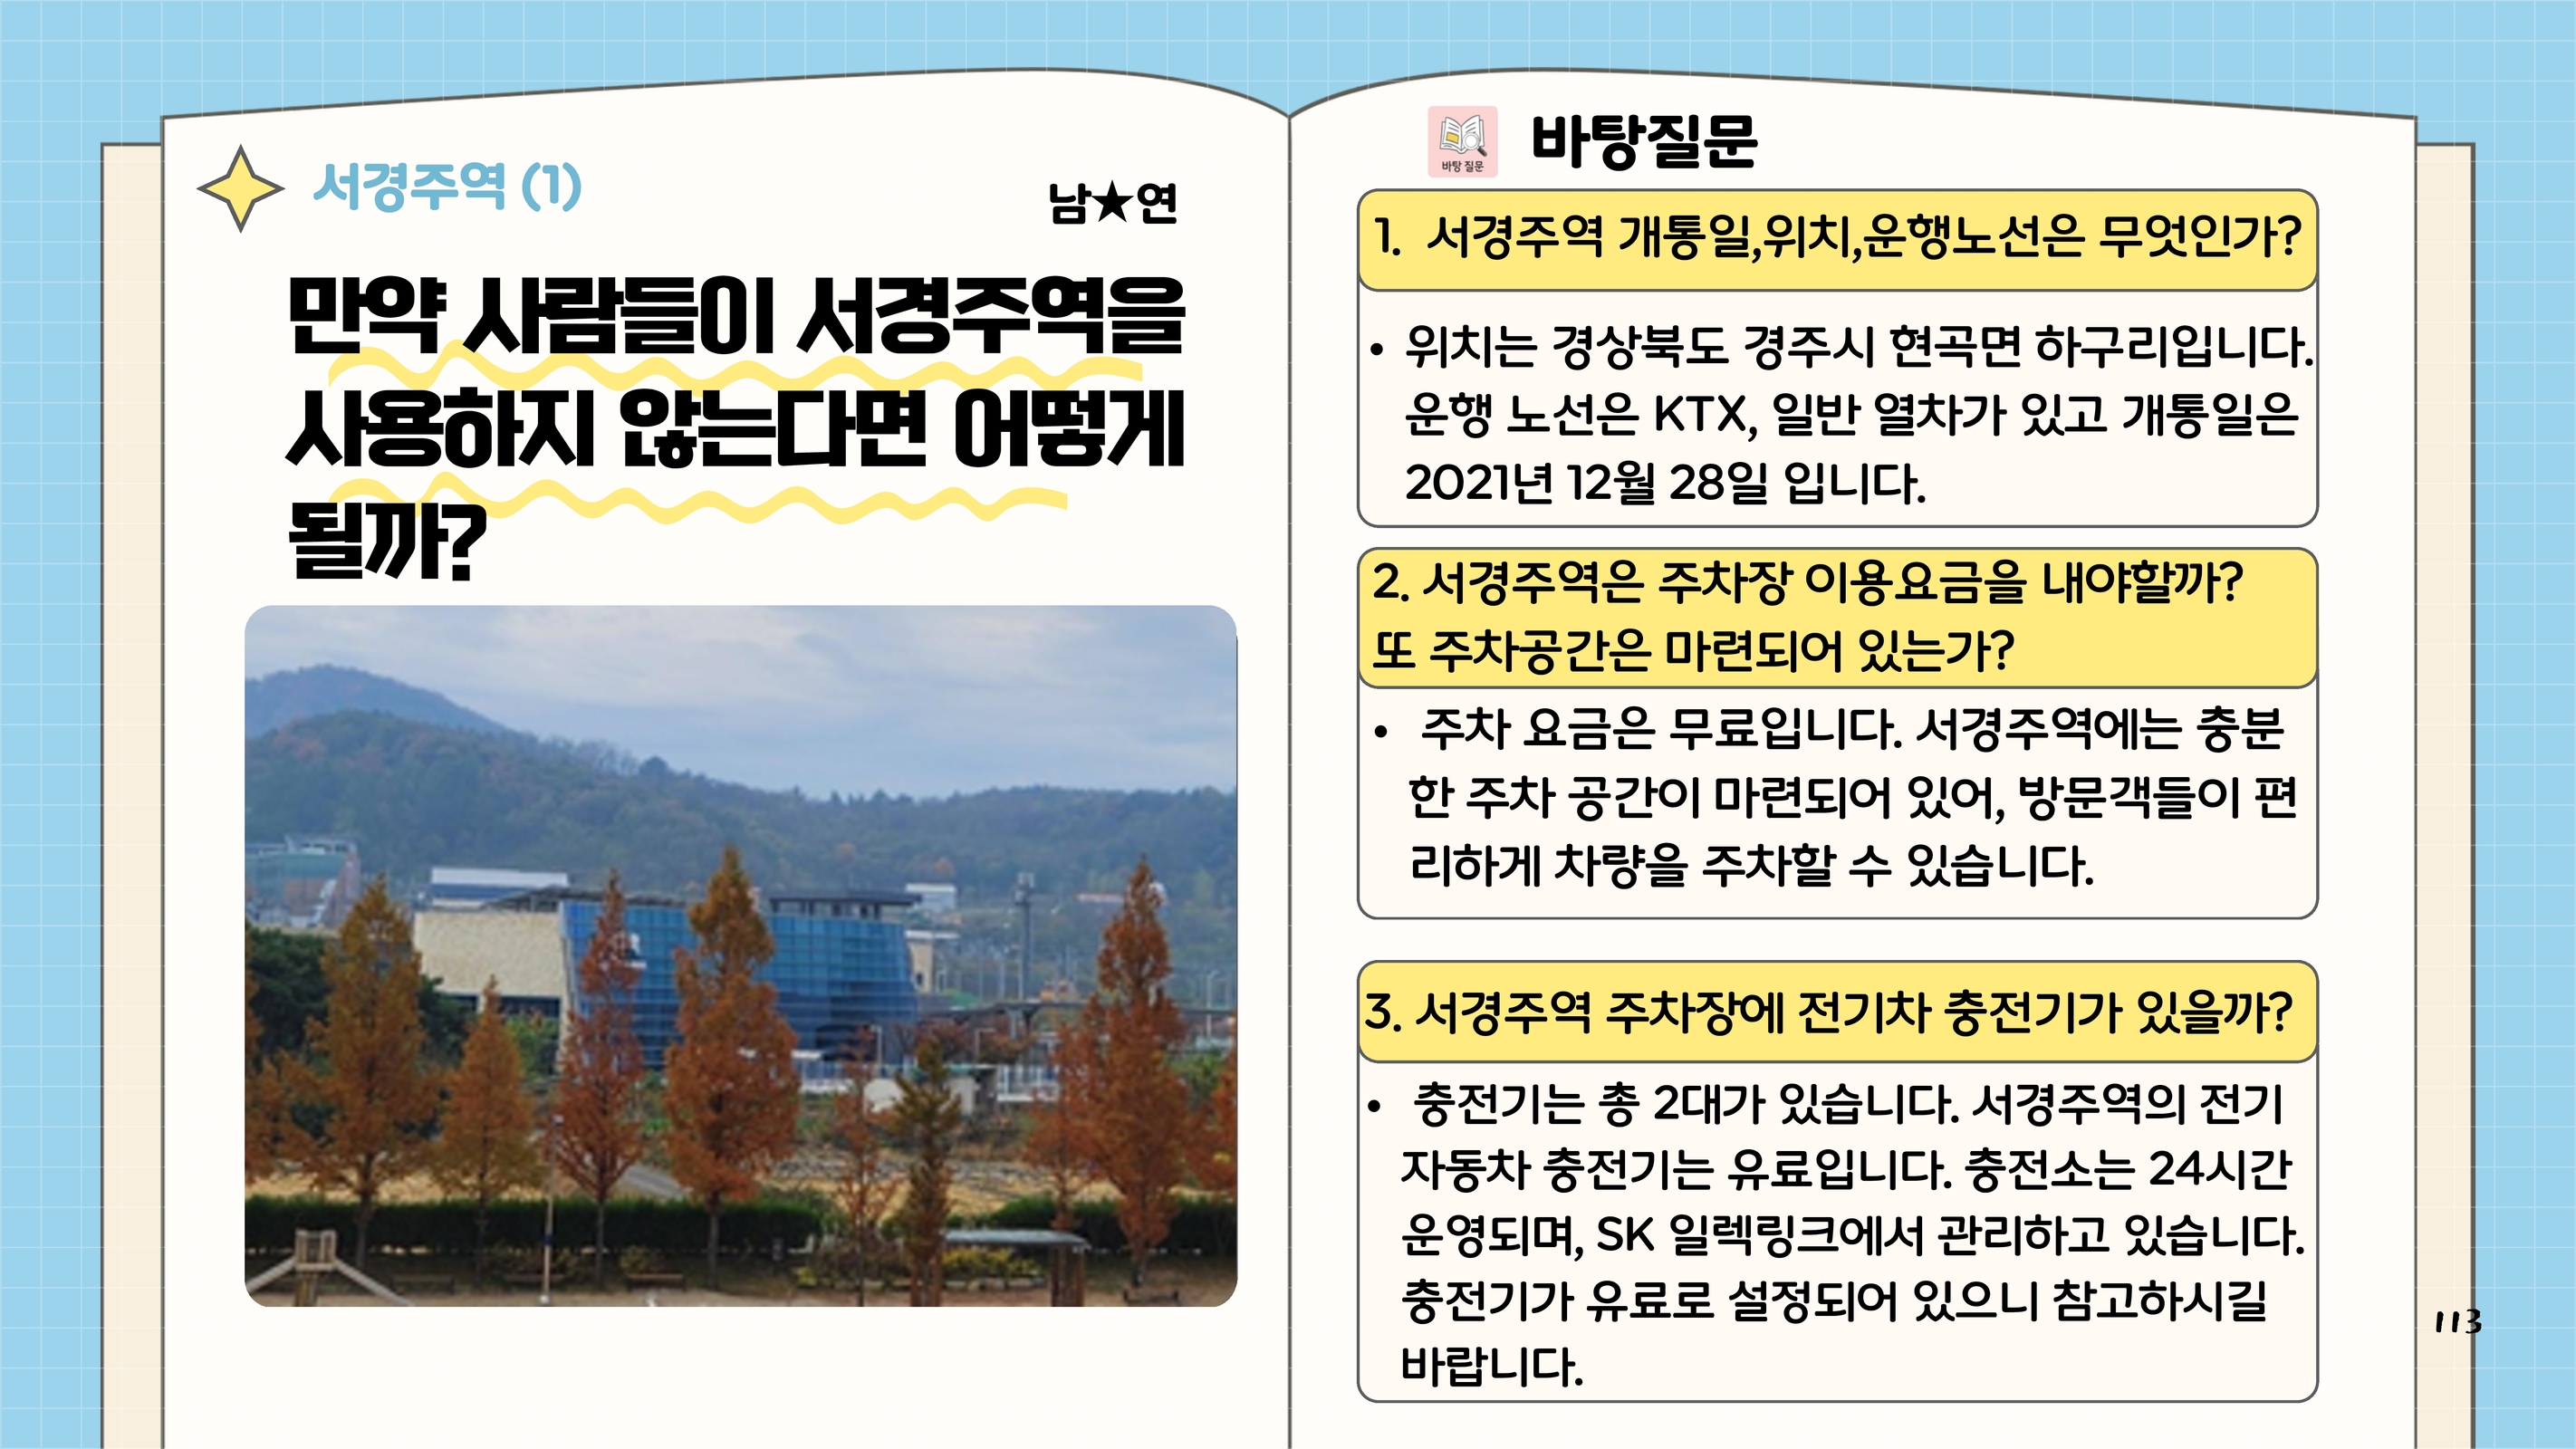 서경주역 (1)
남★연
만약 사람들이 서경주역을
사용하지 않는다면 어떻게
될까?
바탕 질문
바탕질문
1. 서경주역 개통일,위치,운행노선은 무엇인가?
• 위치는 경상북도 경주시 현곡면 하구리입니다.
운행 노선은 KTX, 일반 열차가 있고 개통일은
2021년 12월 28일 입니다.
2. 서경주역은 주차장 이용요금을 내야할까?
또 주차공간은 마련되어 있는가?
• 주차 요금은 무료입니다. 서경주역에는 충분
한 주차 공간이 마련되어 있어, 방문객들이 편
리하게 차량을 주차할 수 있습니다.
3. 서경주역 주차장에 전기차 충전기가 있을까?
• 충전기는 총 2대가 있습니다. 서경주역의 전기
자동차 충전기는 유료입니다. 충전소는 24시간
운영되며, SK 일렉링크에서 관리하고 있습니다.
충전기가 유료로 설정되어 있으니 참고하시길
바랍니다.
113